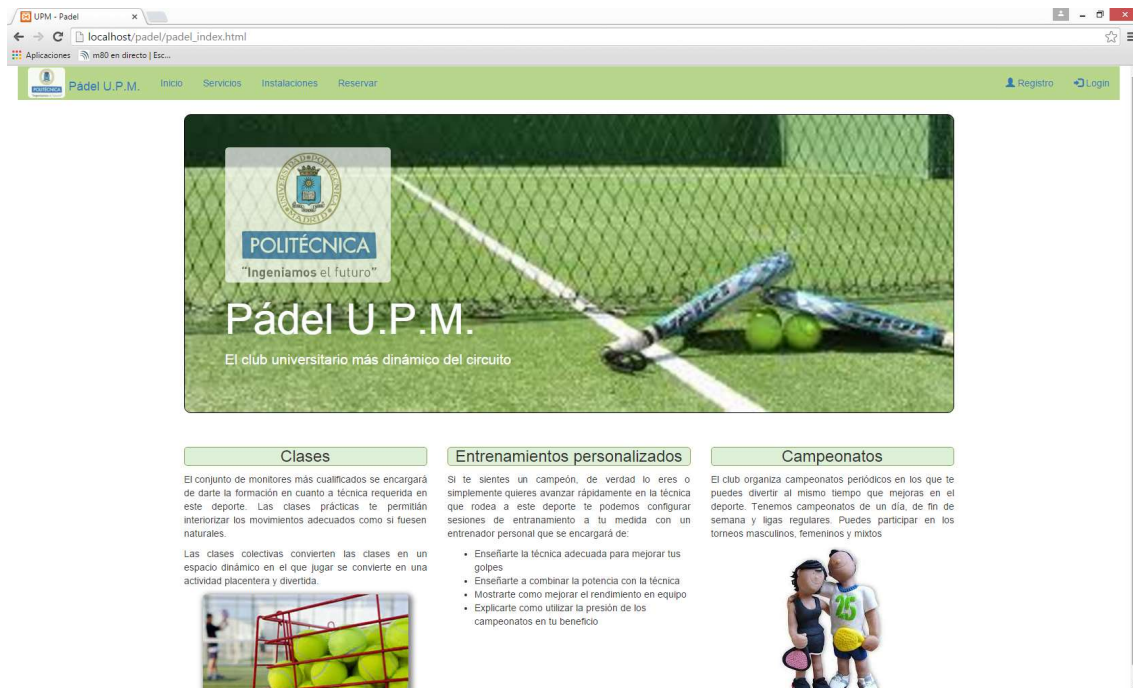 UPM - Padel
localhost/padel/padel_index.html
Aplicaciones m80 en directo | Esc...
POLITÉCNICA
Pádel U.P.M. Inicio Servicios Instalaciones Reservar Registro Login
UNIVERSIDAD POLITÉCNICA MADRID
POLITÉCNICA
"Ingeniamos el futuro"
Pádel U.P.M.
El club universitario más dinámico del circuito
Clases
El conjunto de monitores más cualificados se encargará
de darte la formación en cuanto a técnica requerida en
este deporte. Las clases prácticas te permitián
interiorizar los movimientos adecuados como si fuesen
naturales.
Las clases colectivas convierten las clases en un
espacio dinámico en el que jugar se convierte en una
actividad placentera y divertida.
Entrenamientos personalizados
Si te sientes un campeón, de verdad lo eres o
simplemente quieres avanzar rápidamente en la técnica
que rodea a este deporte te podemos configurar
sesiones de entranamiento a tu medida con un
entrenador personal que se encargará de:
• Enseñarte la técnica adecuada para mejorar tus
golpes
• Enseñarte a combinar la potencia con la técnica
• Mostrarte como mejorar el rendimiento en equipo
• Explicarte como utilizar la presión de los
campeonatos en tu beneficio
Campeonatos
El club organiza campeonatos periódicos en los que te
puedes divertir al mismo tiempo que mejoras en el
deporte. Tenemos campeonatos de un día, de fin de
semana y ligas regulares. Puedes participar en los
torneos masculinos, femeninos y mixtos
25